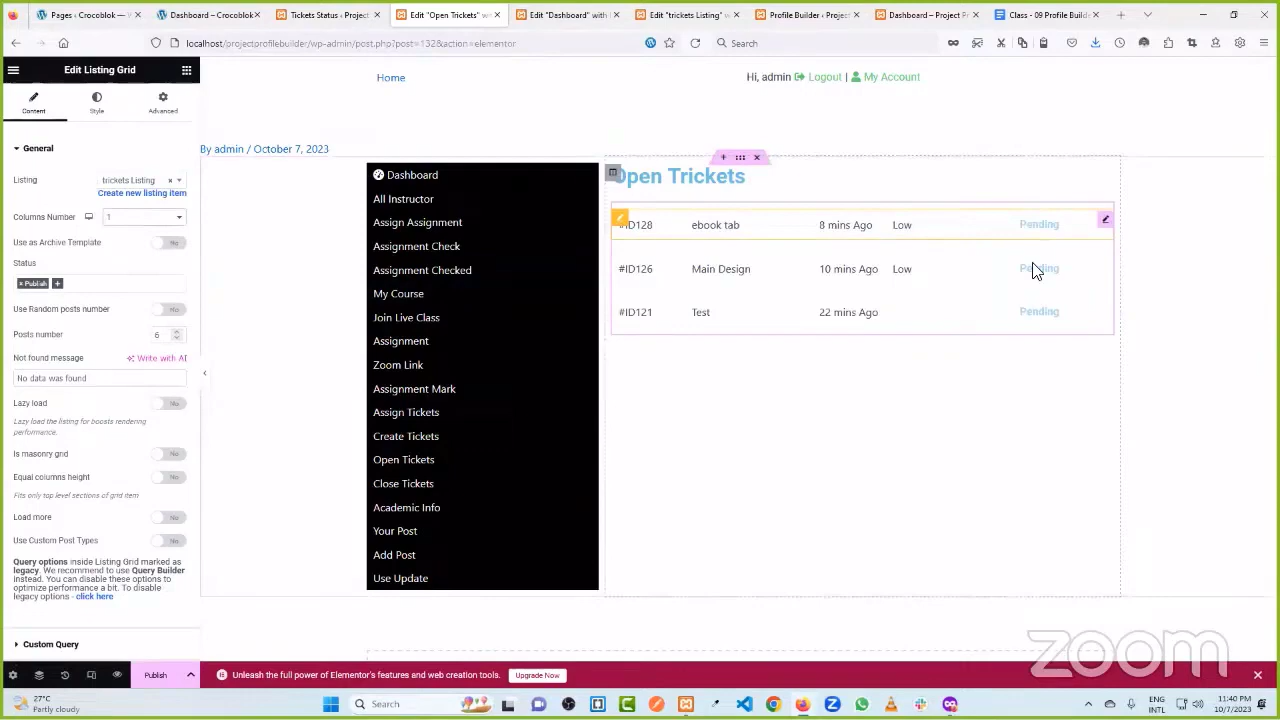 Pages ‹ Project Profile Builder
Dashboard – Crocoblok
Tickets Status ‹ Project
Edit "Open Tickets" w
Edit "Dashboard" with
Edit "trickets Listing" w
Profile Builder ‹ Project
Dashboard – Project Pr
Class - 09 Profile Build
localhost/projectprofilebuilder/wp-admin/post.php?post=132&action=elementor
Search
Edit Listing Grid
Home
Hi, admin Logout | My Account
Content
Style
Advanced
General
Listing
trickets Listing ×
Create new listing item
Columns Number
1
Use as Archive Template
No
Status
× Publish +
Use Random posts number
No
Posts number
6
Not found message
Write with AI
No data was found
Lazy load
No
Lazy load the listing for boosts rendering
performance.
Is masonry grid
No
Equal columns height
No
Fits only top level sections of grid item
Load more
No
Use Custom Post Types
No
Query options inside Listing Grid marked as
legacy. We recommend to use Query Builder
instead. You can disable these options to
optimize performance a bit. To disable
legacy options - click here
Custom Query
Publish
By admin / October 7, 2023
Dashboard
All Instructor
Assign Assignment
Assignment Check
Assignment Checked
My Course
Join Live Class
Assignment
Zoom Link
Assignment Mark
Assign Tickets
Create Tickets
Open Tickets
Close Tickets
Academic Info
Your Post
Add Post
Use Update
Open Trickets
#ID128 ebook tab 8 mins Ago Low Pending
#ID126 Main Design 10 mins Ago Low Pending
#ID121 Test 22 mins Ago Pending
zoom
Unleash the full power of Elementor's features and web creation tools.
Upgrade Now
27°C
Partly cloudy
Search
ENG
INTL
11:40 PM
10/7/2023